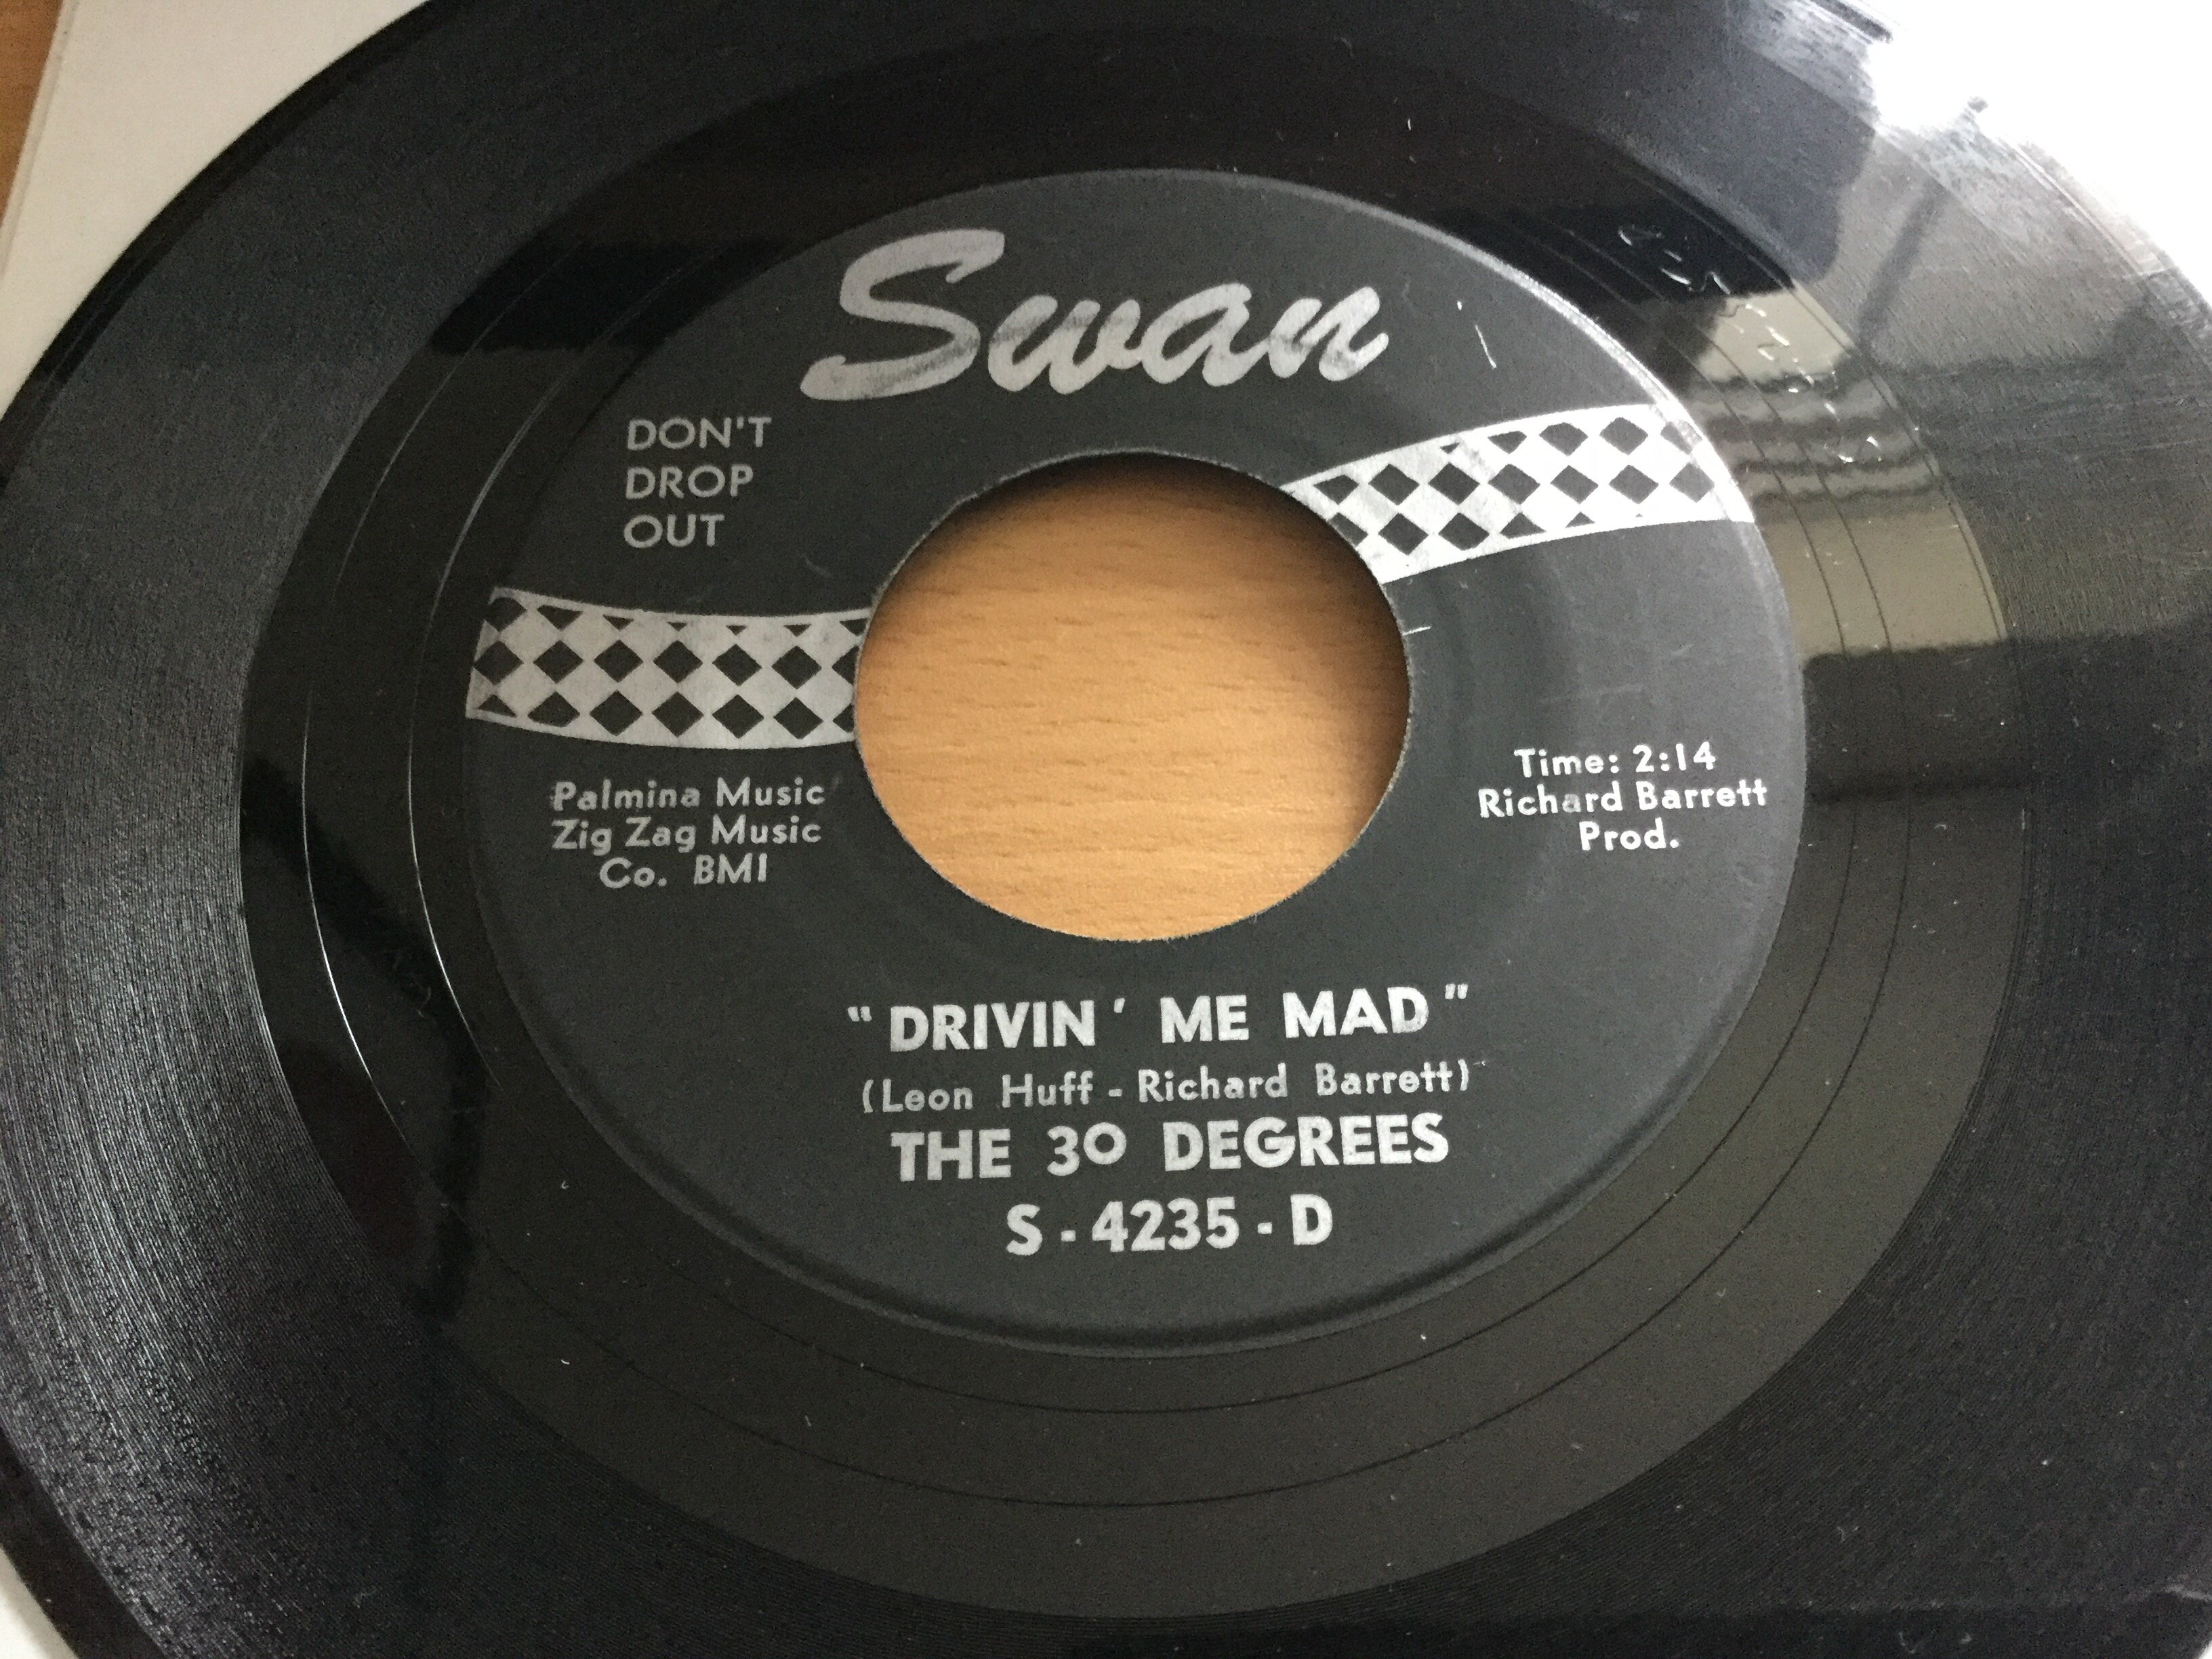 Swan
DON'T
DROP
OUT
Palmina Music
Zig Zag Music
Co. BMI
Time: 2:14
Richard Barrett
Prod.
"DRIVIN' ME MAD"
(Leon Huff - Richard Barrett)
THE 30 DEGREES
S - 4235 - D